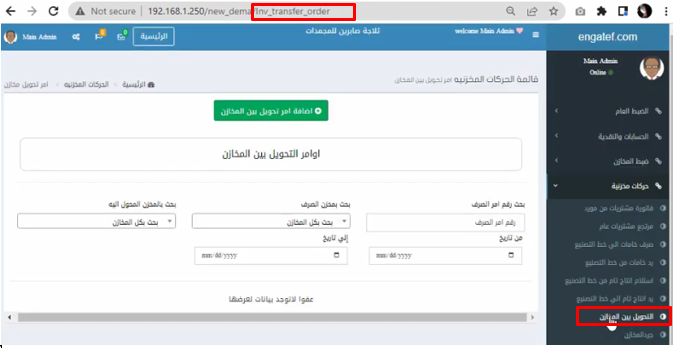 Not secure | 192.168.1.250/new_dema/Inv_transfer_order
Main Admin
الرئيسية
ثلاجة صابرين للمجمدات
welcome Main Admin
engatef.com
Main Admin
Online
قائمة الحركات المخزنيه امر تحويل بين المخازن
الرئيسية
الحركات المخزنيه
امر تحويل مخازن
اضافة امر تحويل بين المخازن
اوامر التحويل بين المخازن
بحث رقم امر الصرف
بحث بمخزن الصرف
بحث بالمخزن المحول اليه
رقم امر الصرف
بحث بكل المخازن
بحث بكل المخازن
من تاريخ
إلي تاريخ
mm/dd/yyyy
mm/dd/yyyy
عفوا لاتوجد بيانات لعرضها
الضبط العام
الحسابات والنقدية
ضبط المخازن
حركات مخزنية
فاتورة مشتريات من مورد
مرتجع مشتريات عام
صرف خامات الي خط التصنيع
رد خامات من خط التصنيع
استلام انتاج تام من خط التصنيع
رد انتاج تام الي خط التصنيع
التحويل بين المخازن
جردالمخازن